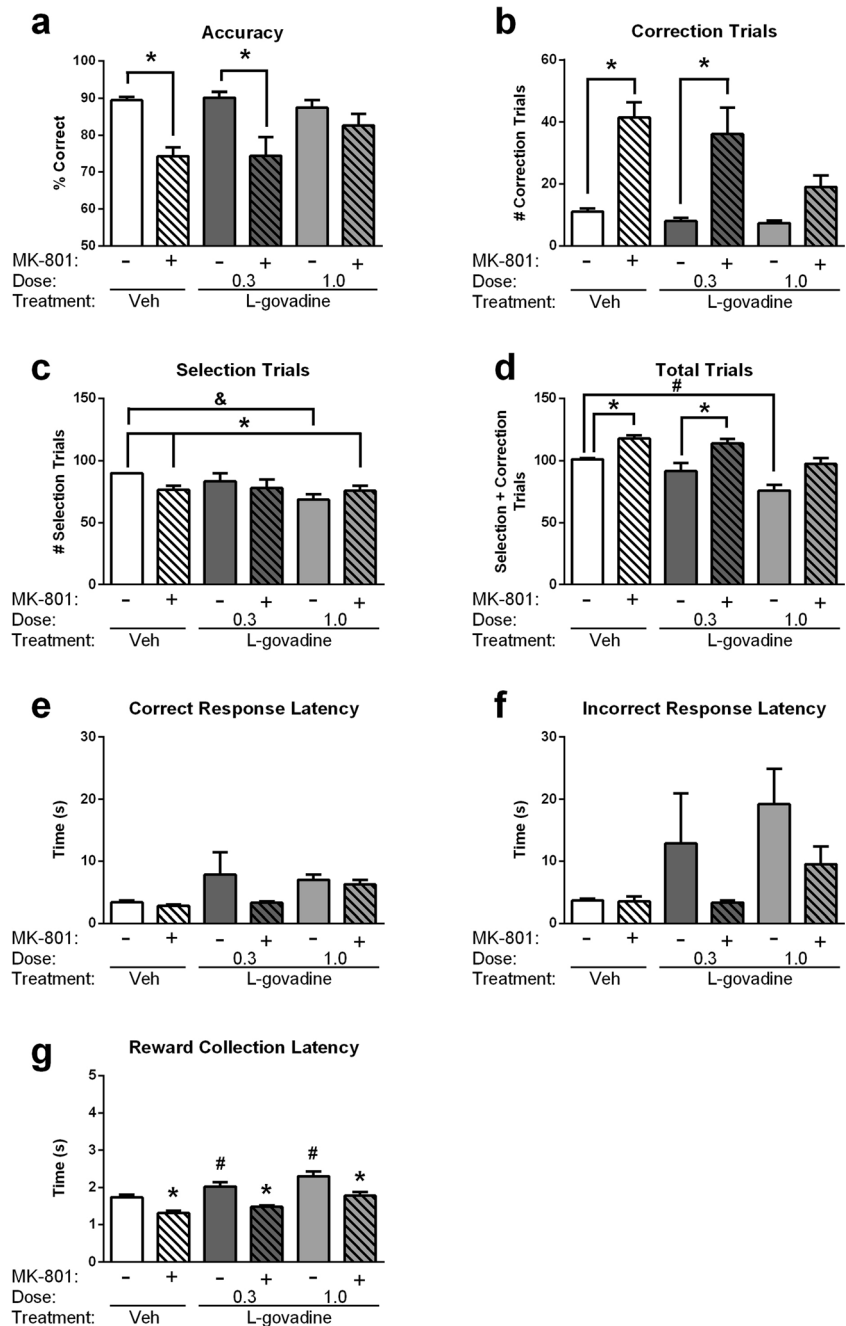 a
Accuracy
% Correct
100
90
80
70
60
50
*
*
MK-801: - + - + - +
Dose: 0.3 1.0
Treatment: Veh L-govadine
b
Correction Trials
# Correction Trials
60
40
20
0
*
*
MK-801: - + - + - +
Dose: 0.3 1.0
Treatment: Veh L-govadine
c
Selection Trials
# Selection Trials
150
100
50
0
&
*
MK-801: - + - + - +
Dose: 0.3 1.0
Treatment: Veh L-govadine
d
Total Trials
Selection + Correction
Trials
150
100
50
0
#
*
*
MK-801: - + - + - +
Dose: 0.3 1.0
Treatment: Veh L-govadine
e
Correct Response Latency
Time (s)
30
20
10
0
MK-801: - + - + - +
Dose: 0.3 1.0
Treatment: Veh L-govadine
f
Incorrect Response Latency
Time (s)
30
20
10
0
MK-801: - + - + - +
Dose: 0.3 1.0
Treatment: Veh L-govadine
g
Reward Collection Latency
Time (s)
5
4
3
2
1
0
* # * # *
MK-801: - + - + - +
Dose: 0.3 1.0
Treatment: Veh L-govadine